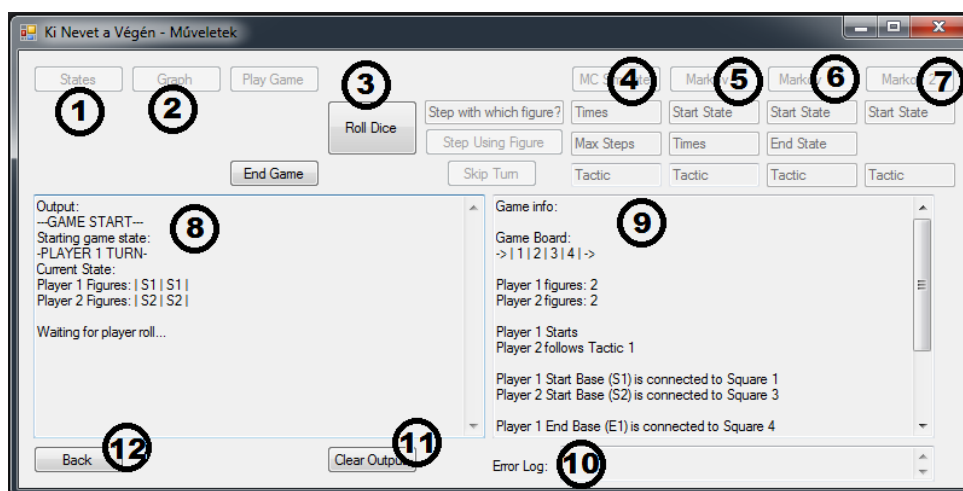 Ki Nevet a Végén - Műveletek
States
Graph
Play Game
1
2
3
Roll Dice
End Game
Step with which figure?
Step Using Figure
Skip Turn
MC
4
Times
Max Steps
Tactic
Markov
5
Start State
Times
Tactic
Markov
6
Start State
End State
Tactic
7
Start State
Tactic
Output:
---GAME START---
Starting game state:
-PLAYER 1 TURN-
Current State:
Player 1 Figures: | S1 | S1 |
Player 2 Figures: | S2 | S2 |
Waiting for player roll...
8
Game info:
Game Board:
-> | 1 | 2 | 3 | 4 | ->
Player 1 figures: 2
Player 2 figures: 2
Player 1 Starts
Player 2 follows Tactic 1
Player 1 Start Base (S1) is connected to Square 1
Player 2 Start Base (S2) is connected to Square 3
Player 1 End Base (E1) is connected to Square 4
9
Back
12
Clear Output
11
Error Log:
10